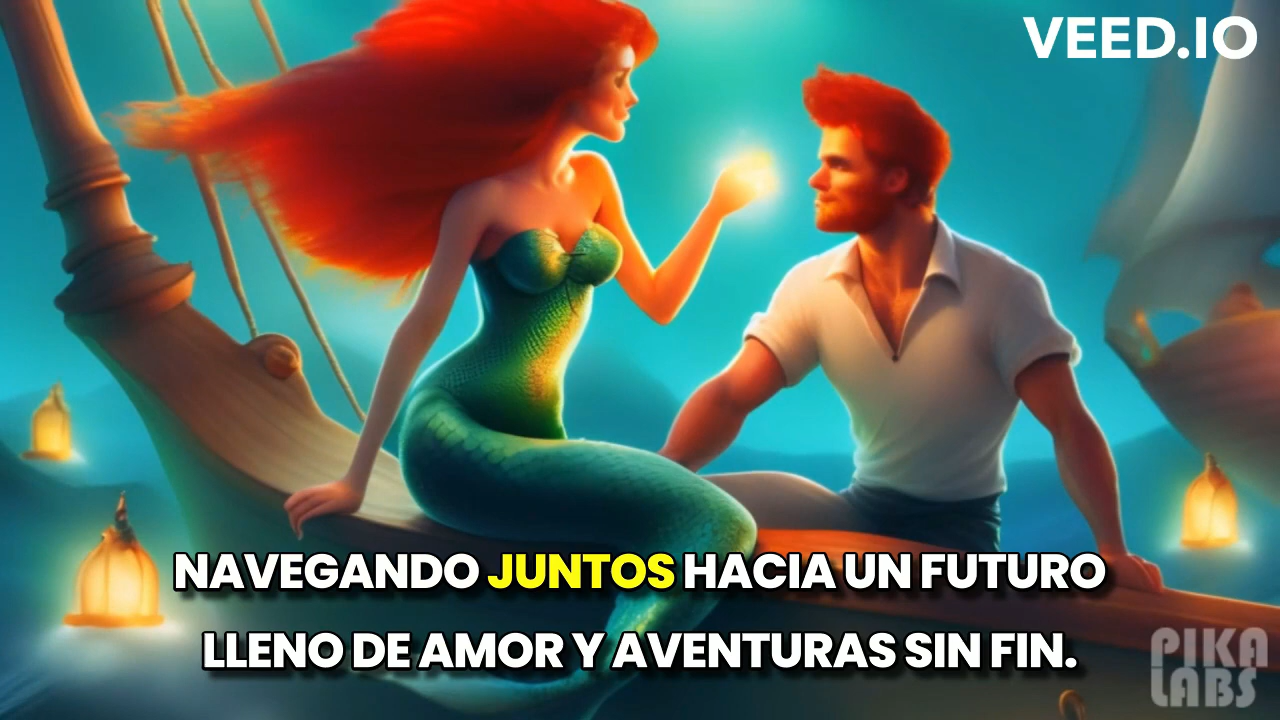 VEED.IO
NAVEGANDO JUNTOS HACIA UN FUTURO
LLENO DE AMOR Y AVENTURAS SIN FIN.
PIKA
LABS